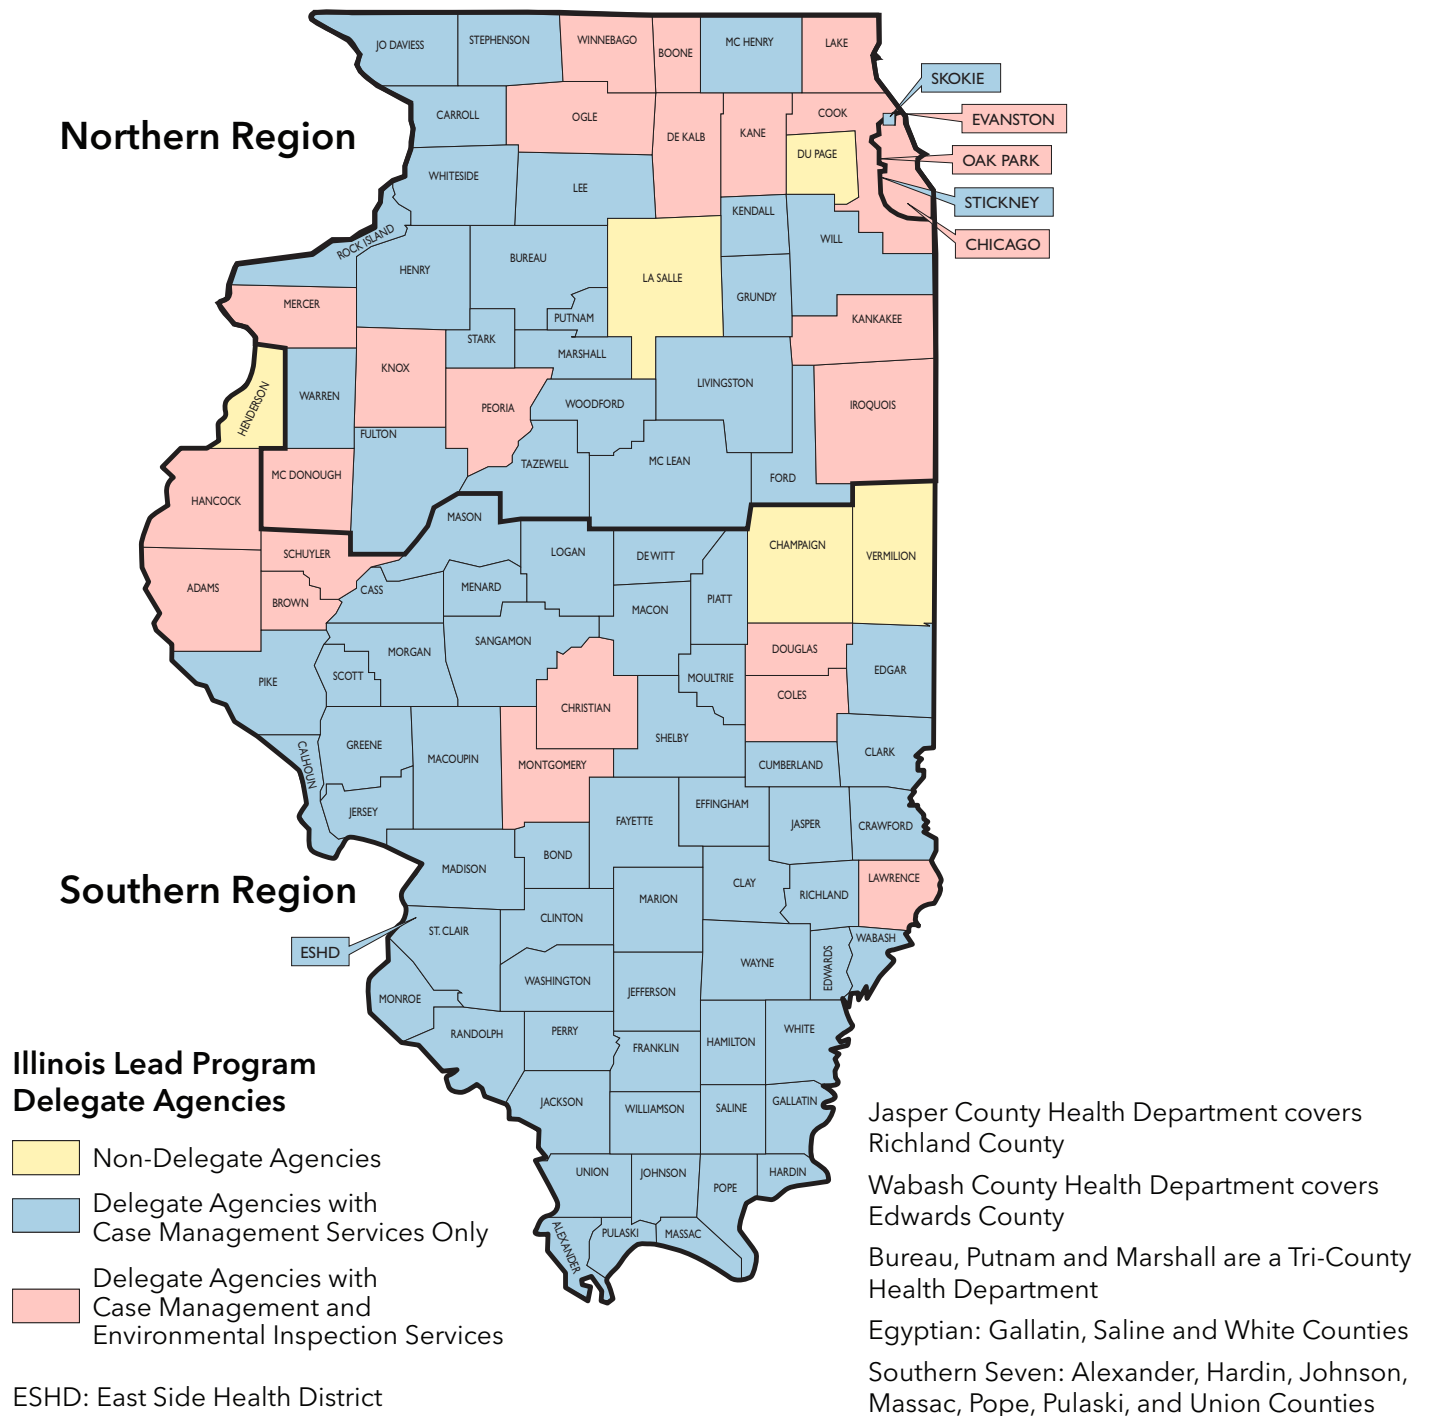 JO DAVIESS
STEPHENSON
WINNEBAGO
BOONE
MC HENRY
LAKE
SKOKIE
CARROLL
OGLE
DE KALB
KANE
COOK
EVANSTON
Northern Region
DU PAGE
OAK PARK
WHITESIDE
LEE
STICKNEY
KENDALL
ROCK ISLAND
WILL
CHICAGO
HENRY
BUREAU
LA SALLE
GRUNDY
MERCER
PUTNAM
KANKAKEE
STARK
MARSHALL
KNOX
HENDERSON
WARREN
PEORIA
WOODFORD
LIVINGSTON
IROQUOIS
FULTON
TAZEWELL
MC LEAN
FORD
MC DONOUGH
HANCOCK
MASON
LOGAN
DE WITT
CHAMPAIGN
VERMILION
SCHUYLER
ADAMS
BROWN
CASS
MENARD
MACON
PIATT
MORGAN
SANGAMON
DOUGLAS
EDGAR
PIKE
SCOTT
MOULTRIE
COLES
CHRISTIAN
SHELBY
GREENE
CALHOUN
MACOUPIN
MONTGOMERY
CUMBERLAND
CLARK
JERSEY
FAYETTE
EFFINGHAM
JASPER
CRAWFORD
BOND
MADISON
CLAY
LAWRENCE
Southern Region
MARION
RICHLAND
CLINTON
ST. CLAIR
WABASH
ESHD
WAYNE
EDWARDS
WASHINGTON
JEFFERSON
MONROE
RANDOLPH
PERRY
WHITE
HAMILTON
FRANKLIN
JACKSON
WILLIAMSON
SALINE
GALLATIN
UNION
JOHNSON
POPE
HARDIN
ALEXANDER
PULASKI
MASSAC
Illinois Lead Program
Delegate Agencies
Non-Delegate Agencies
Delegate Agencies with
Case Management Services Only
Delegate Agencies with
Case Management and
Environmental Inspection Services
ESHD: East Side Health District
Jasper County Health Department covers
Richland County
Wabash County Health Department covers
Edwards County
Bureau, Putnam and Marshall are a Tri-County
Health Department
Egyptian: Gallatin, Saline and White Counties
Southern Seven: Alexander, Hardin, Johnson,
Massac, Pope, Pulaski, and Union Counties